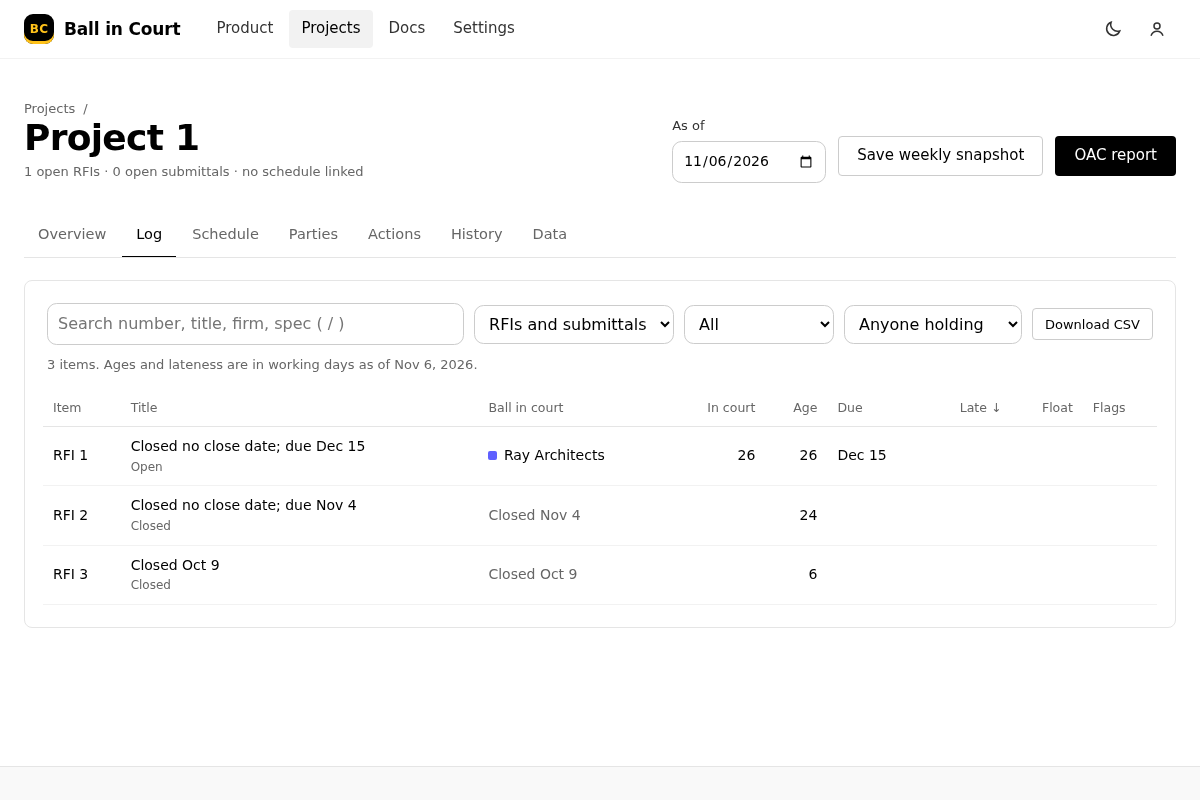 BC Ball in Court Product Projects Docs Settings
Projects /
Project 1
1 open RFIs · 0 open submittals · no schedule linked
As of
11/06/2026 Save weekly snapshot OAC report
Overview Log Schedule Parties Actions History Data
Search number, title, firm, spec ( / ) RFIs and submittals All Anyone holding Download CSV
3 items. Ages and lateness are in working days as of Nov 6, 2026.
Item Title Ball in court In court Age Due Late ↓ Float Flags
RFI 1 Closed no close date; due Dec 15 Ray Architects 26 26 Dec 15
Open
RFI 2 Closed no close date; due Nov 4 Closed Nov 4 24
Closed
RFI 3 Closed Oct 9 Closed Oct 9 6
Closed